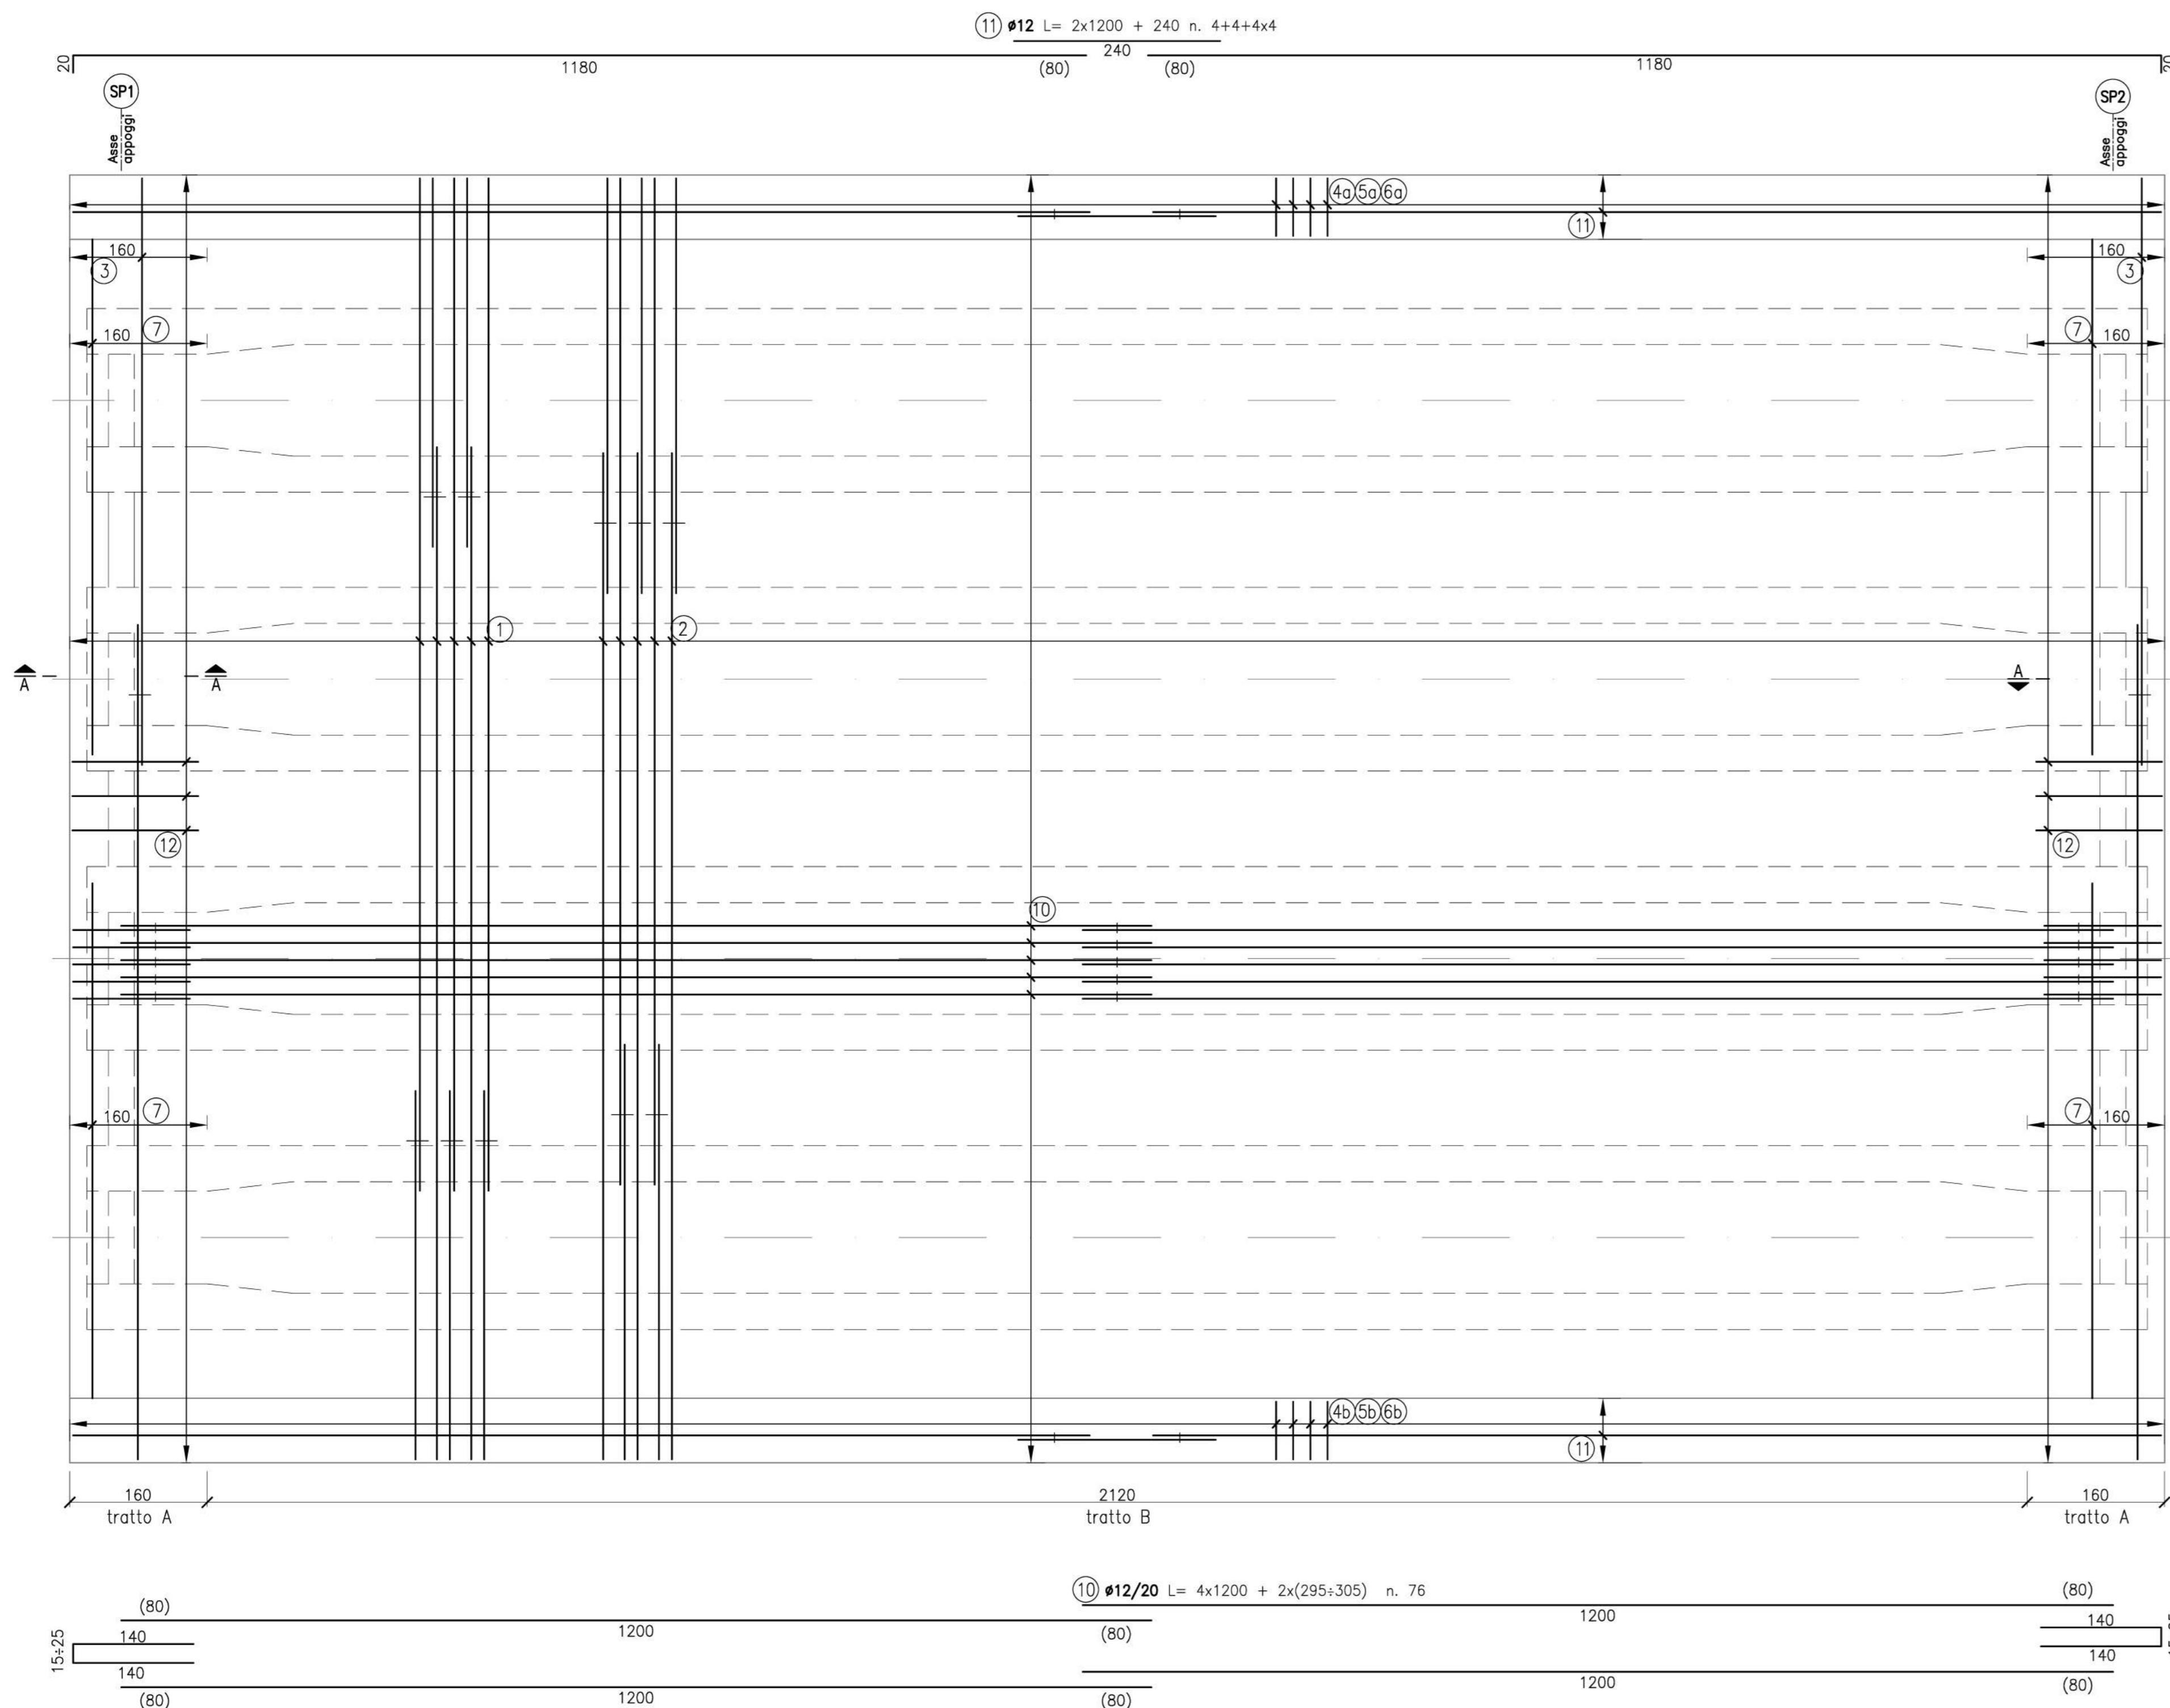 11 ø12 L= 2x1200 + 240 n. 4+4+4x4
240
20
1180
(80)
(80)
1180
20
SP1
SP2
Asse
appoggi
Asse
appoggi
4a 5a 6a
11
160
160
3
3
7
7
160
160
1
2
A
A
A
12
12
10
7
7
160
160
4b 5b 6b
11
160
2120
160
tratto A
tratto B
tratto A
10 ø12/20 L= 4x1200 + 2x(295÷305) n. 76
(80)
(80)
1200
140
140
1200
(80)
15÷25
140
140
1200
1200
(80)
(80)
(80)